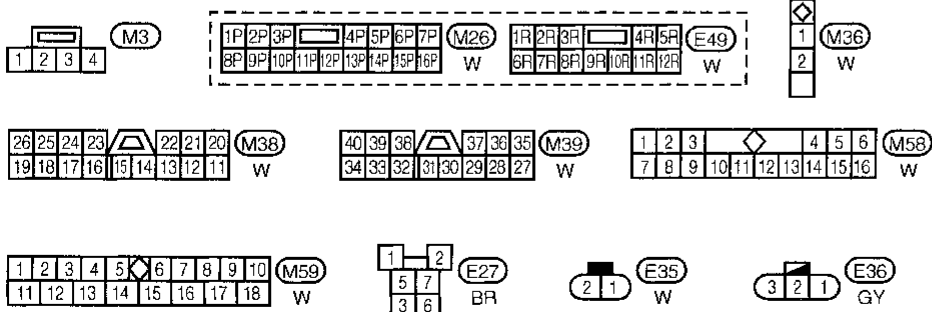 1 2 3 4 M3
1P 2P 3P 4P 5P 6P 7P M26
8P 9P 10P 11P 12P 13P 14P 15P 16P W
1R 2R 3R 4R 5R E49
6R 7R 8R 9R 10R 11R 12R W
1 M36
2 W
26 25 24 23 22 21 20 M38
19 18 17 16 15 14 13 12 11 W
40 39 38 37 36 35 M39
34 33 32 31 30 29 28 27 W
1 2 3 4 5 6 M58
7 8 9 10 11 12 13 14 15 16 W
1 2 3 4 5 6 7 8 9 10 M59
11 12 13 14 15 16 17 18 W
1 2 E27
5 7 BR
3 6
2 1 E35
W
3 2 1 E36
GY